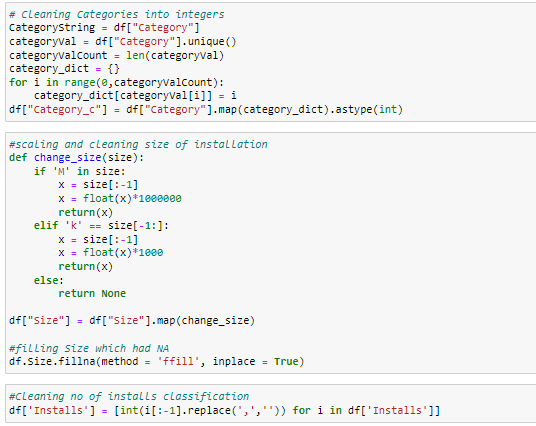 # Cleaning Categories into integers
CategoryString = df["Category"]
categoryVal = df["Category"].unique()
categoryValCount = len(categoryVal)
category_dict = {}
for i in range(0,categoryValCount):
    category_dict[categoryVal[i]] = i
df["Category_c"] = df["Category"].map(category_dict).astype(int)
#scaling and cleaning size of installation
def change_size(size):
    if 'M' in size:
        x = size[:-1]
        x = float(x)*1000000
        return(x)
    elif 'k' == size[-1:]:
        x = size[:-1]
        x = float(x)*1000
        return(x)
    else:
        return None
df["Size"] = df["Size"].map(change_size)
#filling Size which had NA
df.Size.fillna(method = 'ffill', inplace = True)
#Cleaning no of installs classification
df['Installs'] = [int(i[:-1].replace(',','')) for i in df['Installs']]